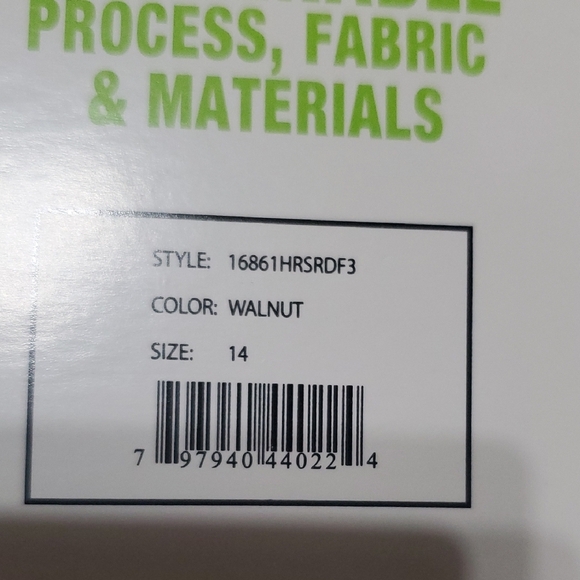 PROCESS, FABRIC
& MATERIALS
STYLE: 16861HRSRDF3
COLOR: WALNUT
SIZE: 14
7 97940 44022 4